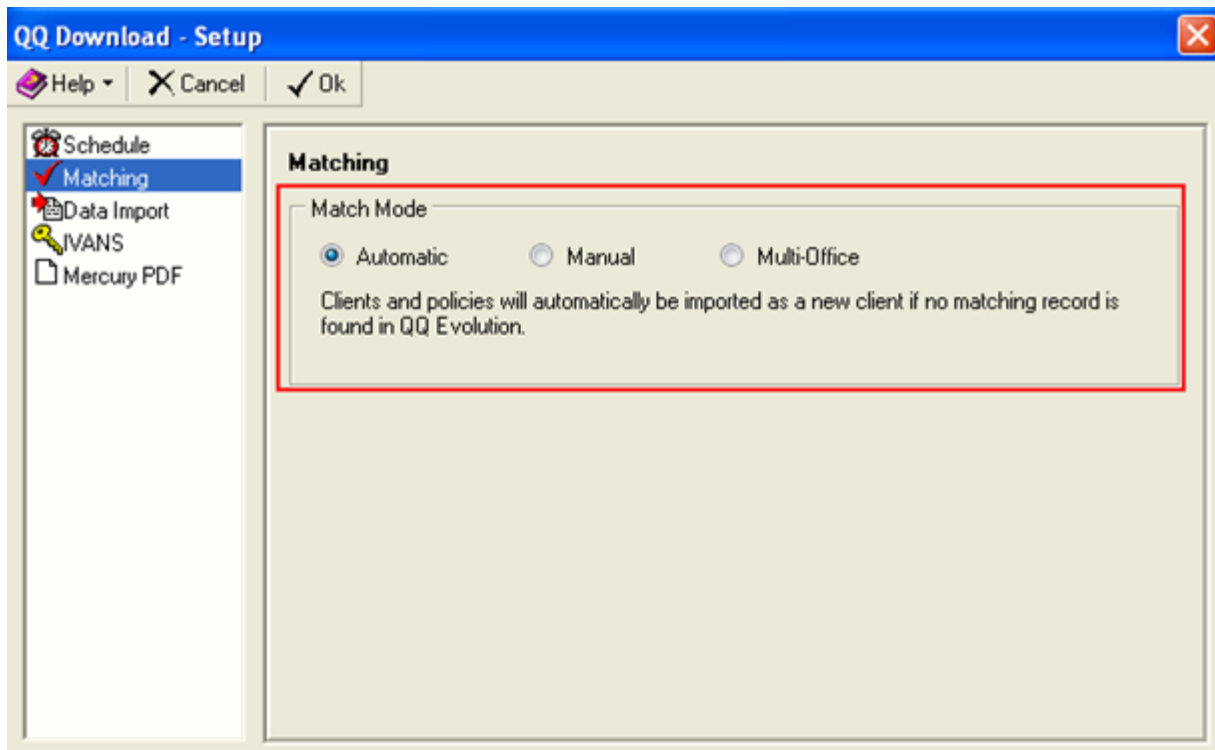 QQ Download - Setup
Help Cancel Ok
Schedule
Matching
Data Import
IVANS
Mercury PDF
Matching
Match Mode
Automatic Manual Multi-Office
Clients and policies will automatically be imported as a new client if no matching record is
found in QQ Evolution.